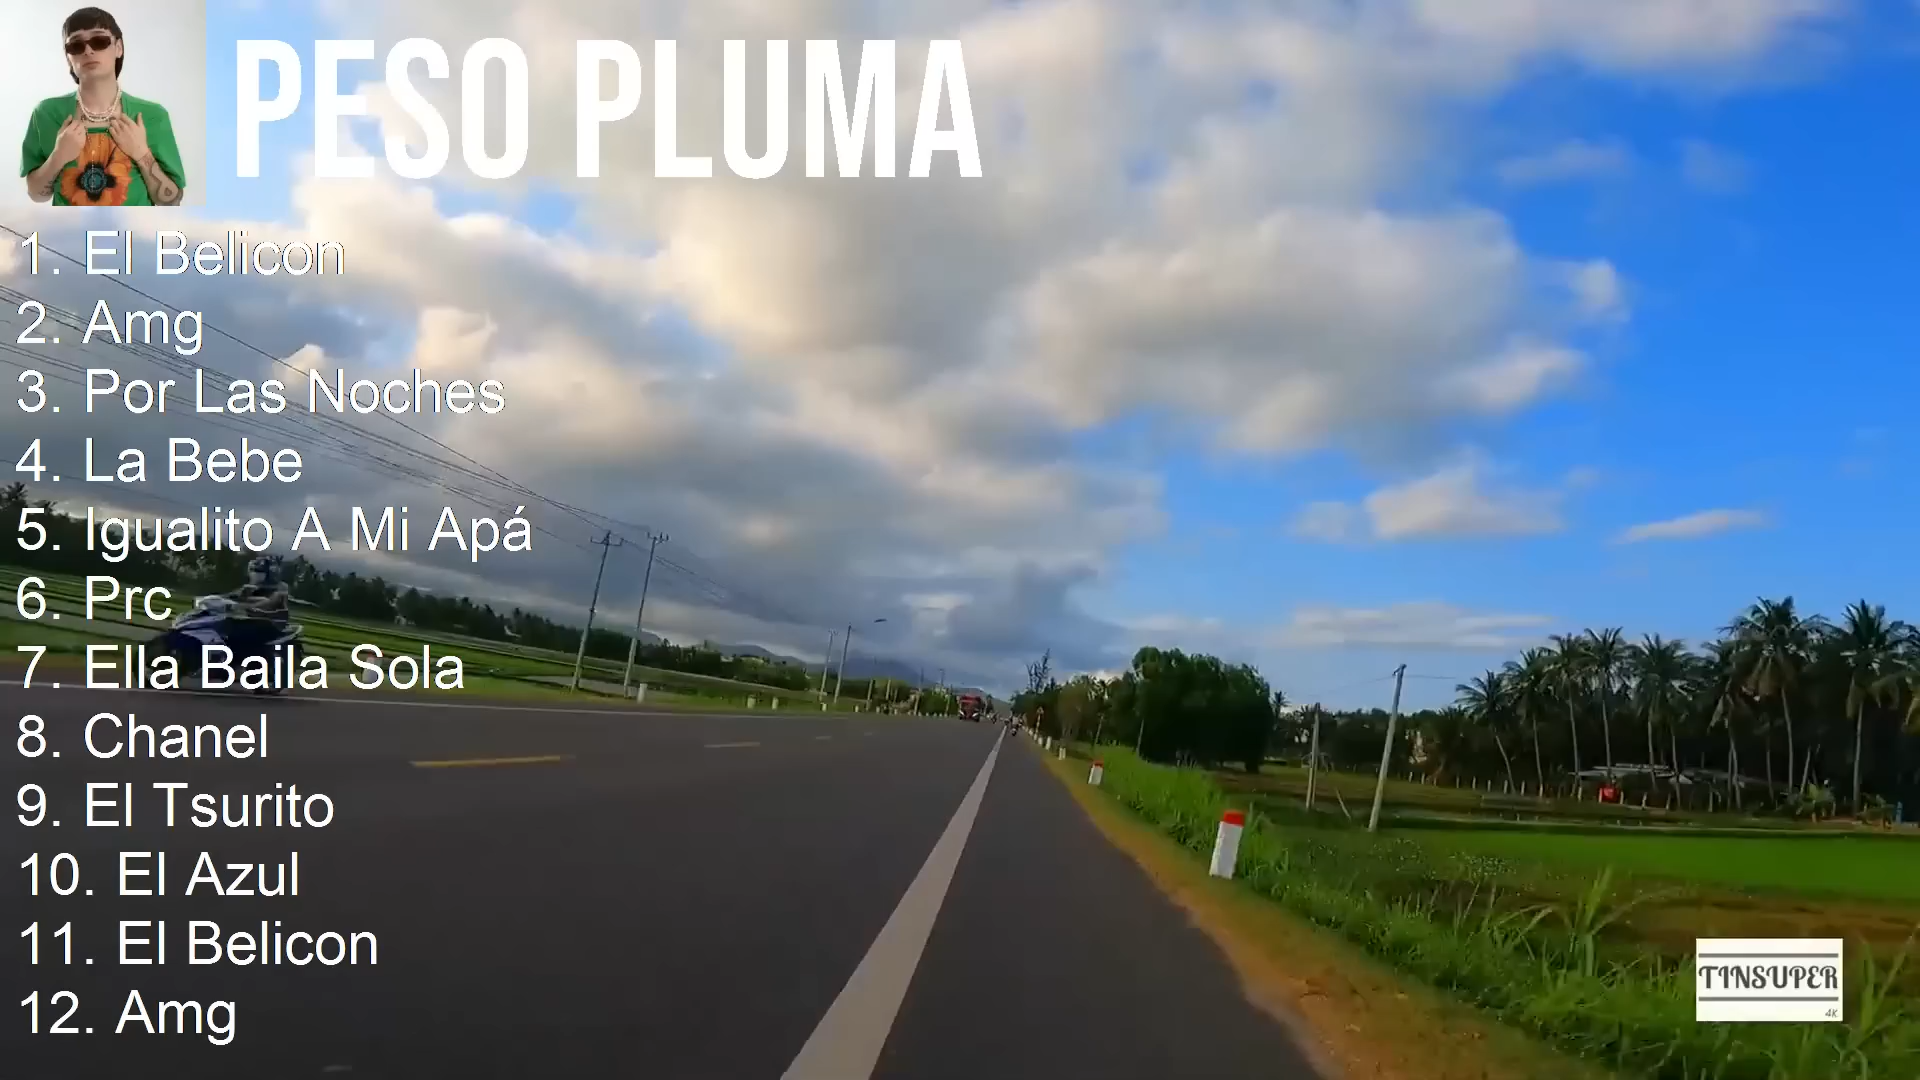 PESO PLUMA
1. El Belicon
2. Amg
3. Por Las Noches
4. La Bebe
5. Igualito A Mi Apá
6. Prc
7. Ella Baila Sola
8. Chanel
9. El Tsurito
10. El Azul
11. El Belicon
12. Amg
TINSUPER
4K